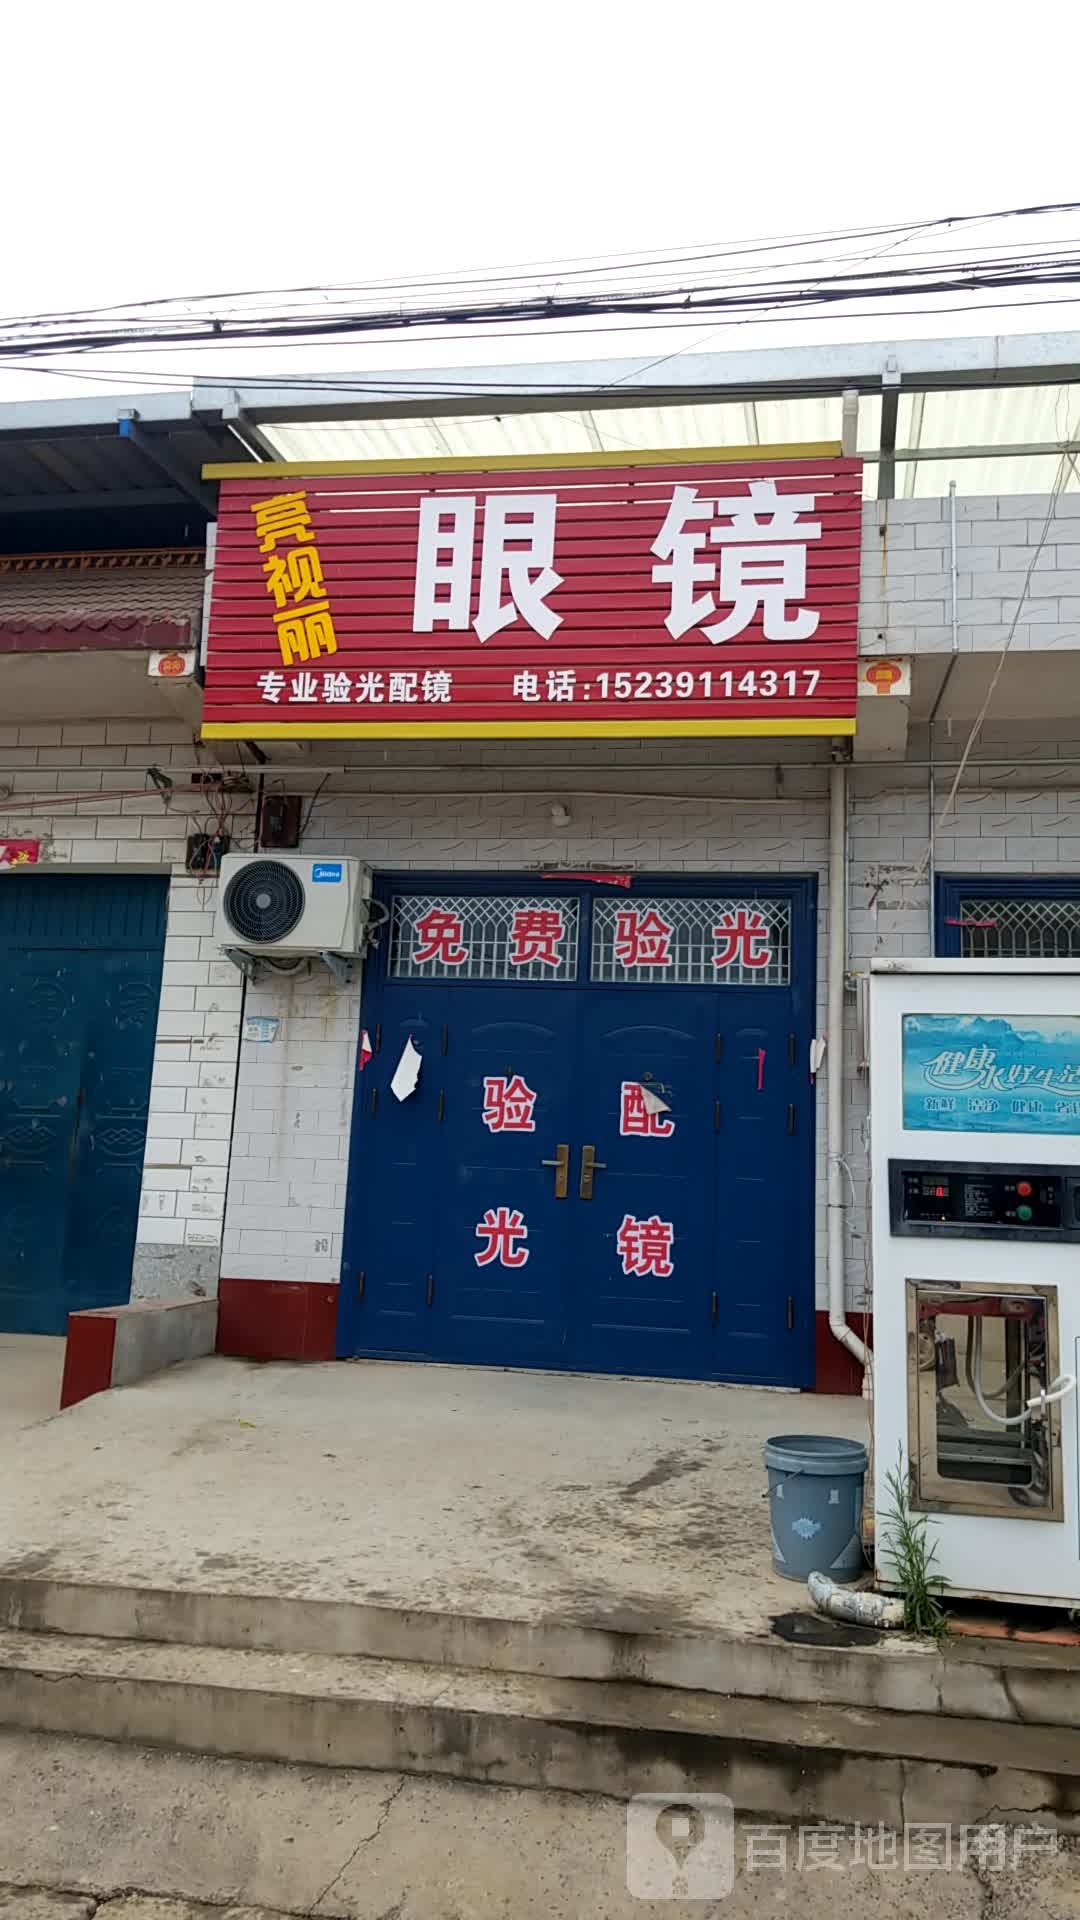 亮视丽
眼镜
专业验光配镜 电话:15239114317
Midea
免费验光
验光
配镜
健康水好生活
新鲜 洁净 健康
百度地图用户